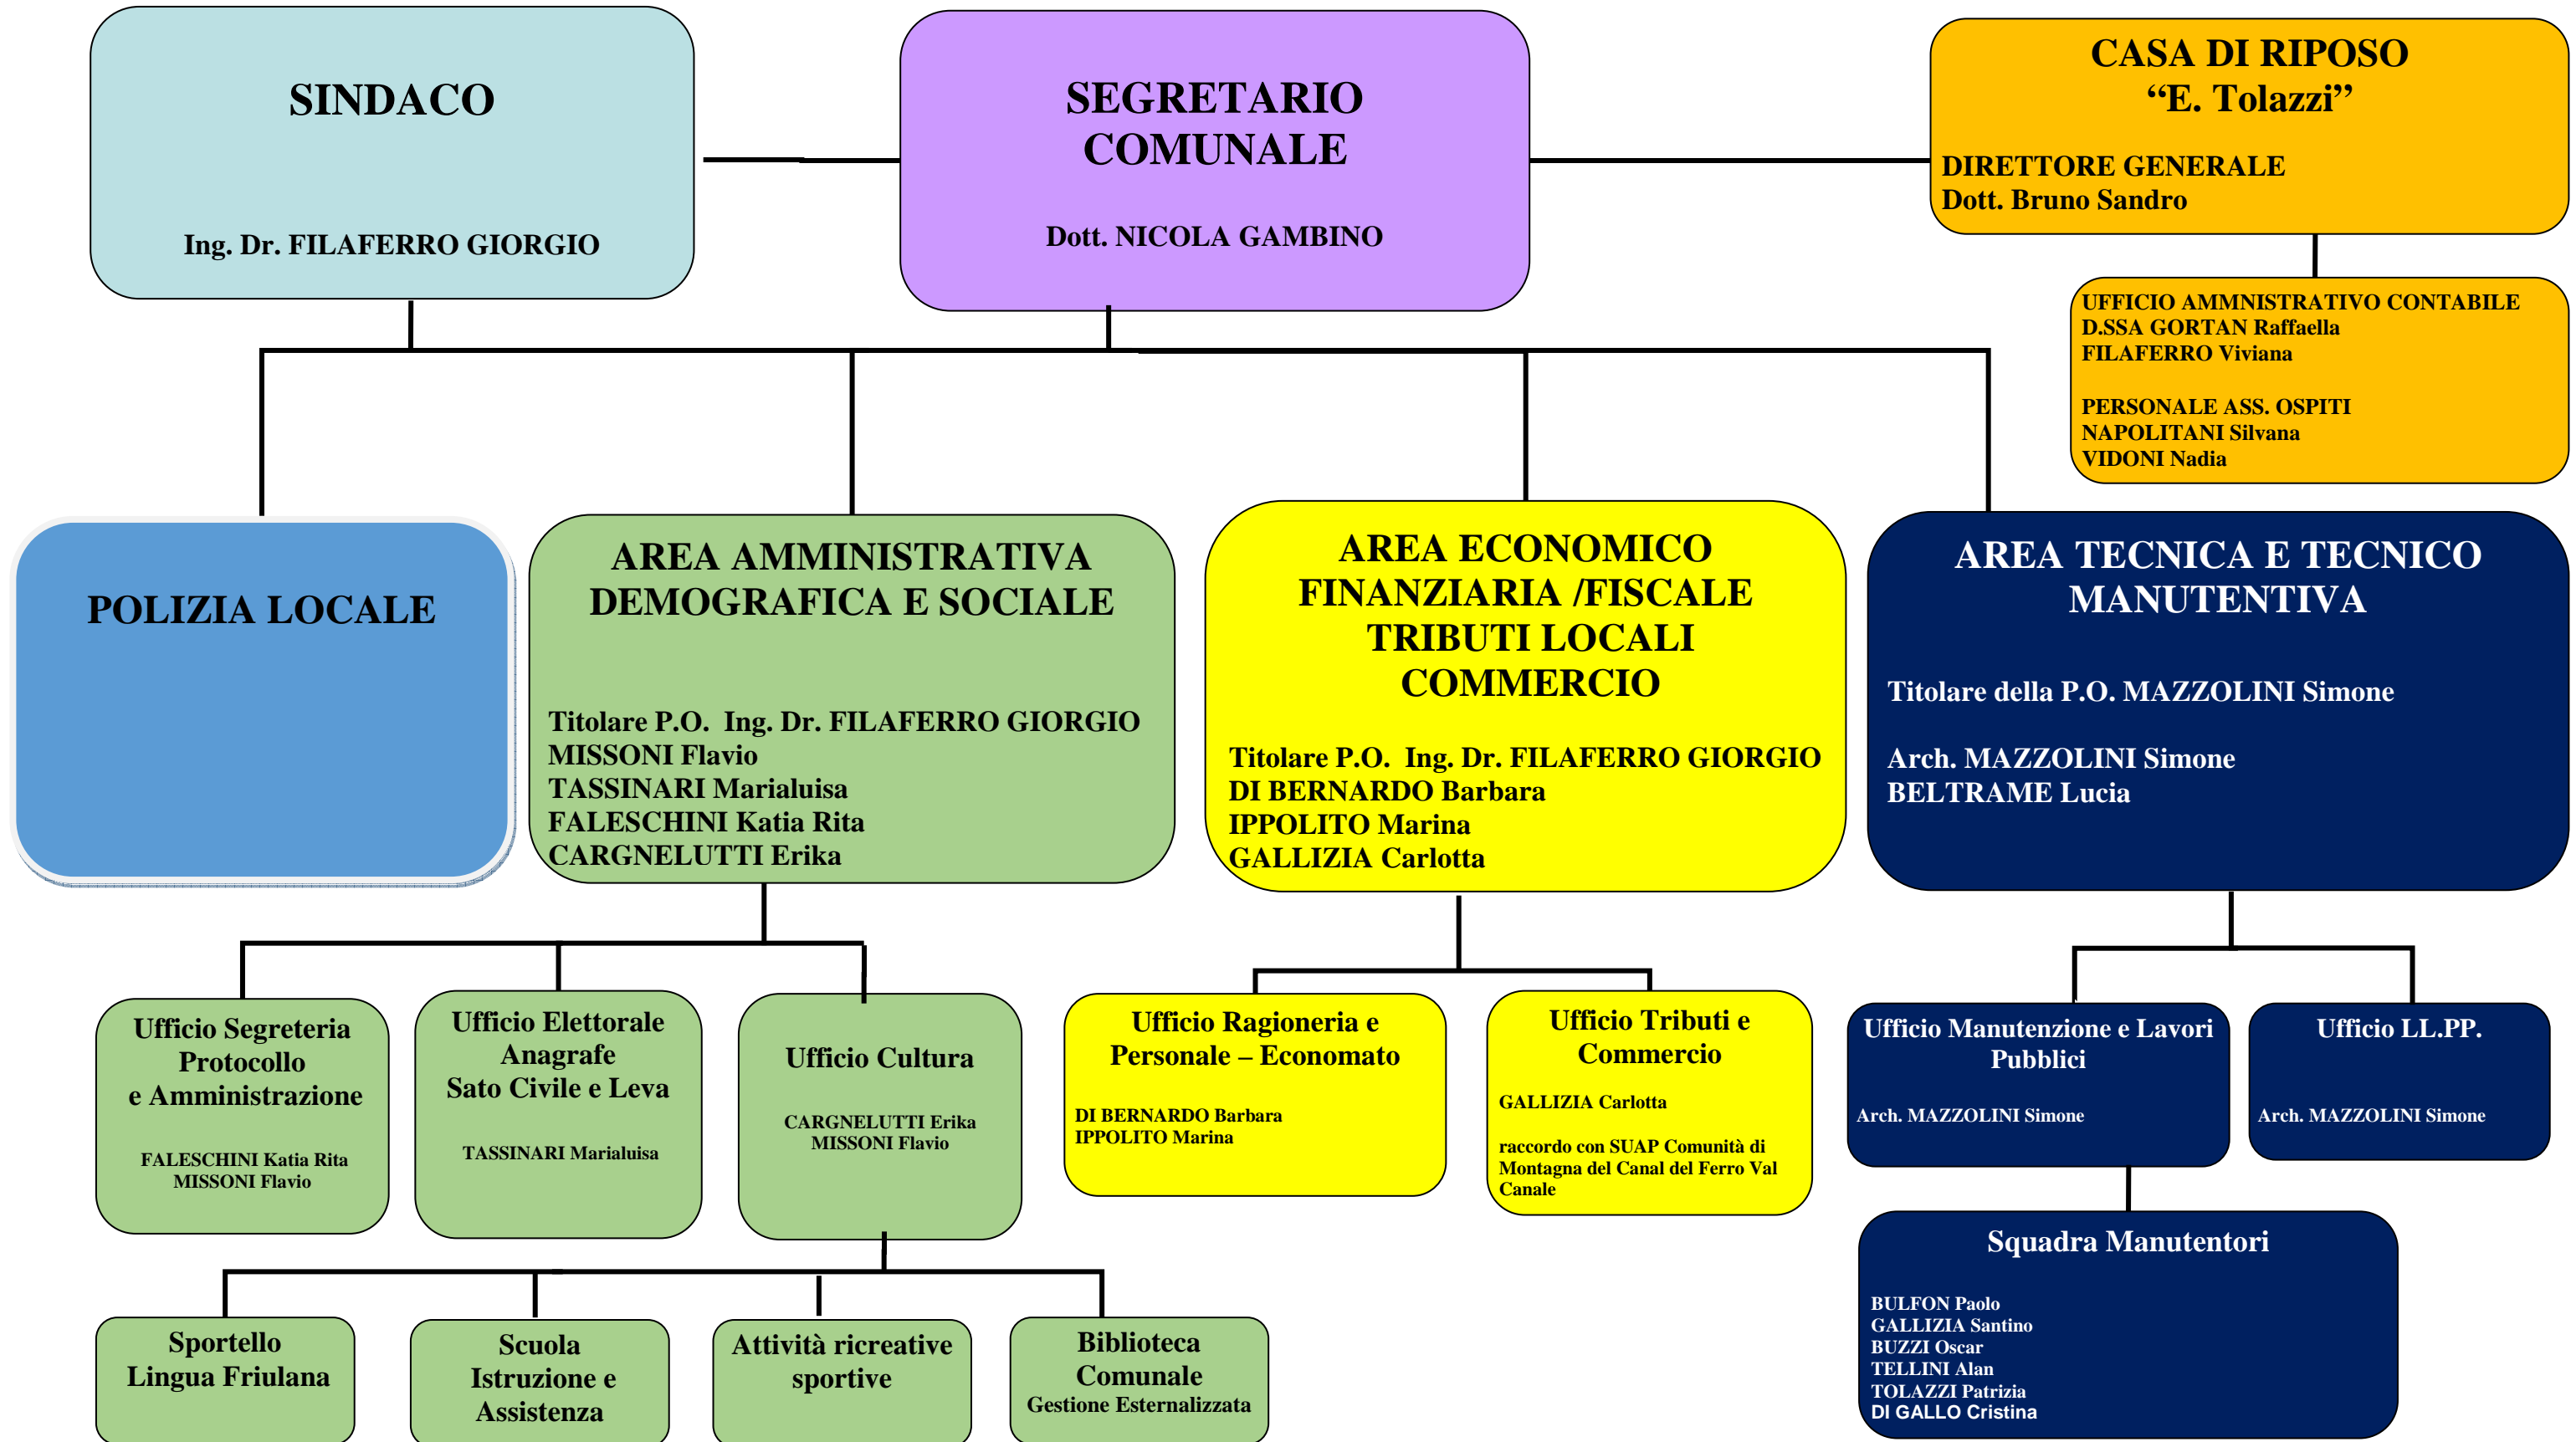 SINDACO
Ing. Dr. FILAFERRO GIORGIO
SEGRETARIO
COMUNALE
Dott. NICOLA GAMBINO
CASA DI RIPOSO
“E. Tolazzi”
DIRETTORE GENERALE
Dott. Bruno Sandro
UFFICIO AMMNISTRATIVO CONTABILE
D.SSA GORTAN Raffaella
FILAFERRO Viviana
PERSONALE ASS. OSPITI
NAPOLITANI Silvana
VIDONI Nadia
POLIZIA LOCALE
AREA AMMINISTRATIVA
DEMOGRAFICA E SOCIALE
Titolare P.O. Ing. Dr. FILAFERRO GIORGIO
MISSONI Flavio
TASSINARI Marialuisa
FALESCHINI Katia Rita
CARGNELUTTI Erika
AREA ECONOMICO
FINANZIARIA /FISCALE
TRIBUTI LOCALI
COMMERCIO
Titolare P.O. Ing. Dr. FILAFERRO GIORGIO
DI BERNARDO Barbara
IPPOLITO Marina
GALLIZIA Carlotta
AREA TECNICA E TECNICO
MANUTENTIVA
Titolare della P.O. MAZZOLINI Simone
Arch. MAZZOLINI Simone
BELTRAME Lucia
Ufficio Segreteria
Protocollo
e Amministrazione
FALESCHINI Katia Rita
MISSONI Flavio
Ufficio Elettorale
Anagrafe
Sato Civile e Leva
TASSINARI Marialuisa
Ufficio Cultura
CARGNELUTTI Erika
MISSONI Flavio
Ufficio Ragioneria e
Personale – Economato
DI BERNARDO Barbara
IPPOLITO Marina
Ufficio Tributi e
Commercio
GALLIZIA Carlotta
raccordo con SUAP Comunità di
Montagna del Canal del Ferro Val
Canale
Ufficio Manutenzione e Lavori
Pubblici
Arch. MAZZOLINI Simone
Ufficio LL.PP.
Arch. MAZZOLINI Simone
Squadra Manutentori
BULFON Paolo
GALLIZIA Santino
BUZZI Oscar
TELLINI Alan
TOLAZZI Patrizia
DI GALLO Cristina
Sportello
Lingua Friulana
Scuola
Istruzione e
Assistenza
Attività ricreative
sportive
Biblioteca
Comunale
Gestione Esternalizzata